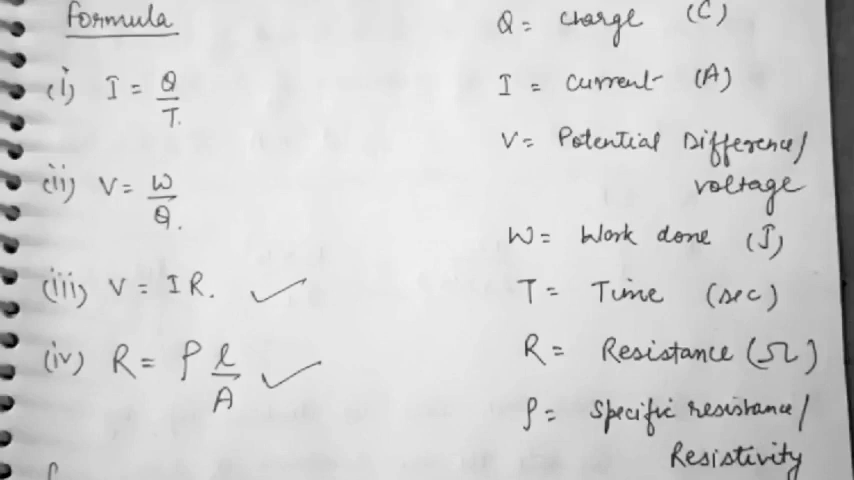 Formula
(i) I = Q/T.
(ii) V = W/Q.
(iii) V = IR. ✓
(iv) R = ρ l/A ✓
Q = charge (C)
I = current (A)
V = Potential Difference/
voltage
W = Work done (J)
T = Time (sec)
R = Resistance (Ω)
ρ = Specific resistance/
Resistivity